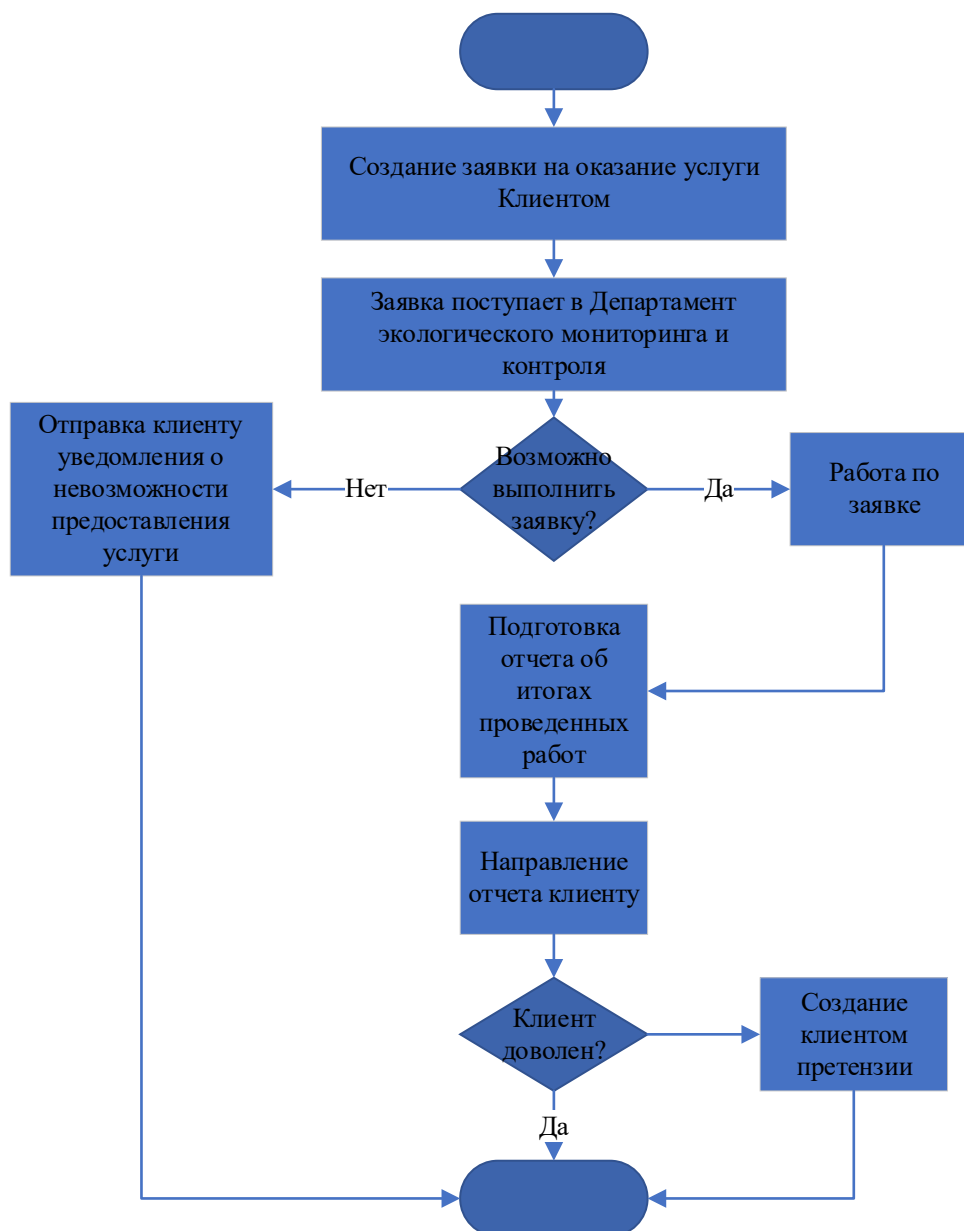 Создание заявки на оказание услуги
Клиентом
Заявка поступает в Департамент
экологического мониторинга и
контроля
Отправка клиенту
уведомления о
невозможности
предоставления
услуги
Нет
Возможно
выполнить
заявку?
Да
Работа по
заявке
Подготовка
отчета об
итогах
проведенных
работ
Направление
отчета клиенту
Клиент
доволен?
Создание
клиентом
претензии
Да